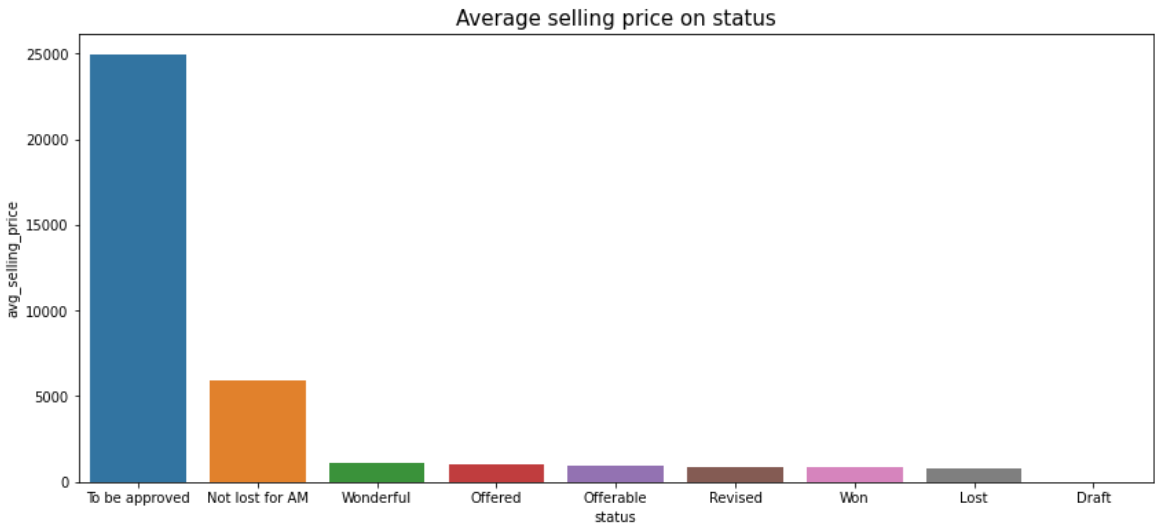 Average selling price on status
avg_selling_price
25000
20000
15000
10000
5000
0
To be approved Not lost for AM Wonderful Offered Offerable Revised Won Lost Draft
status